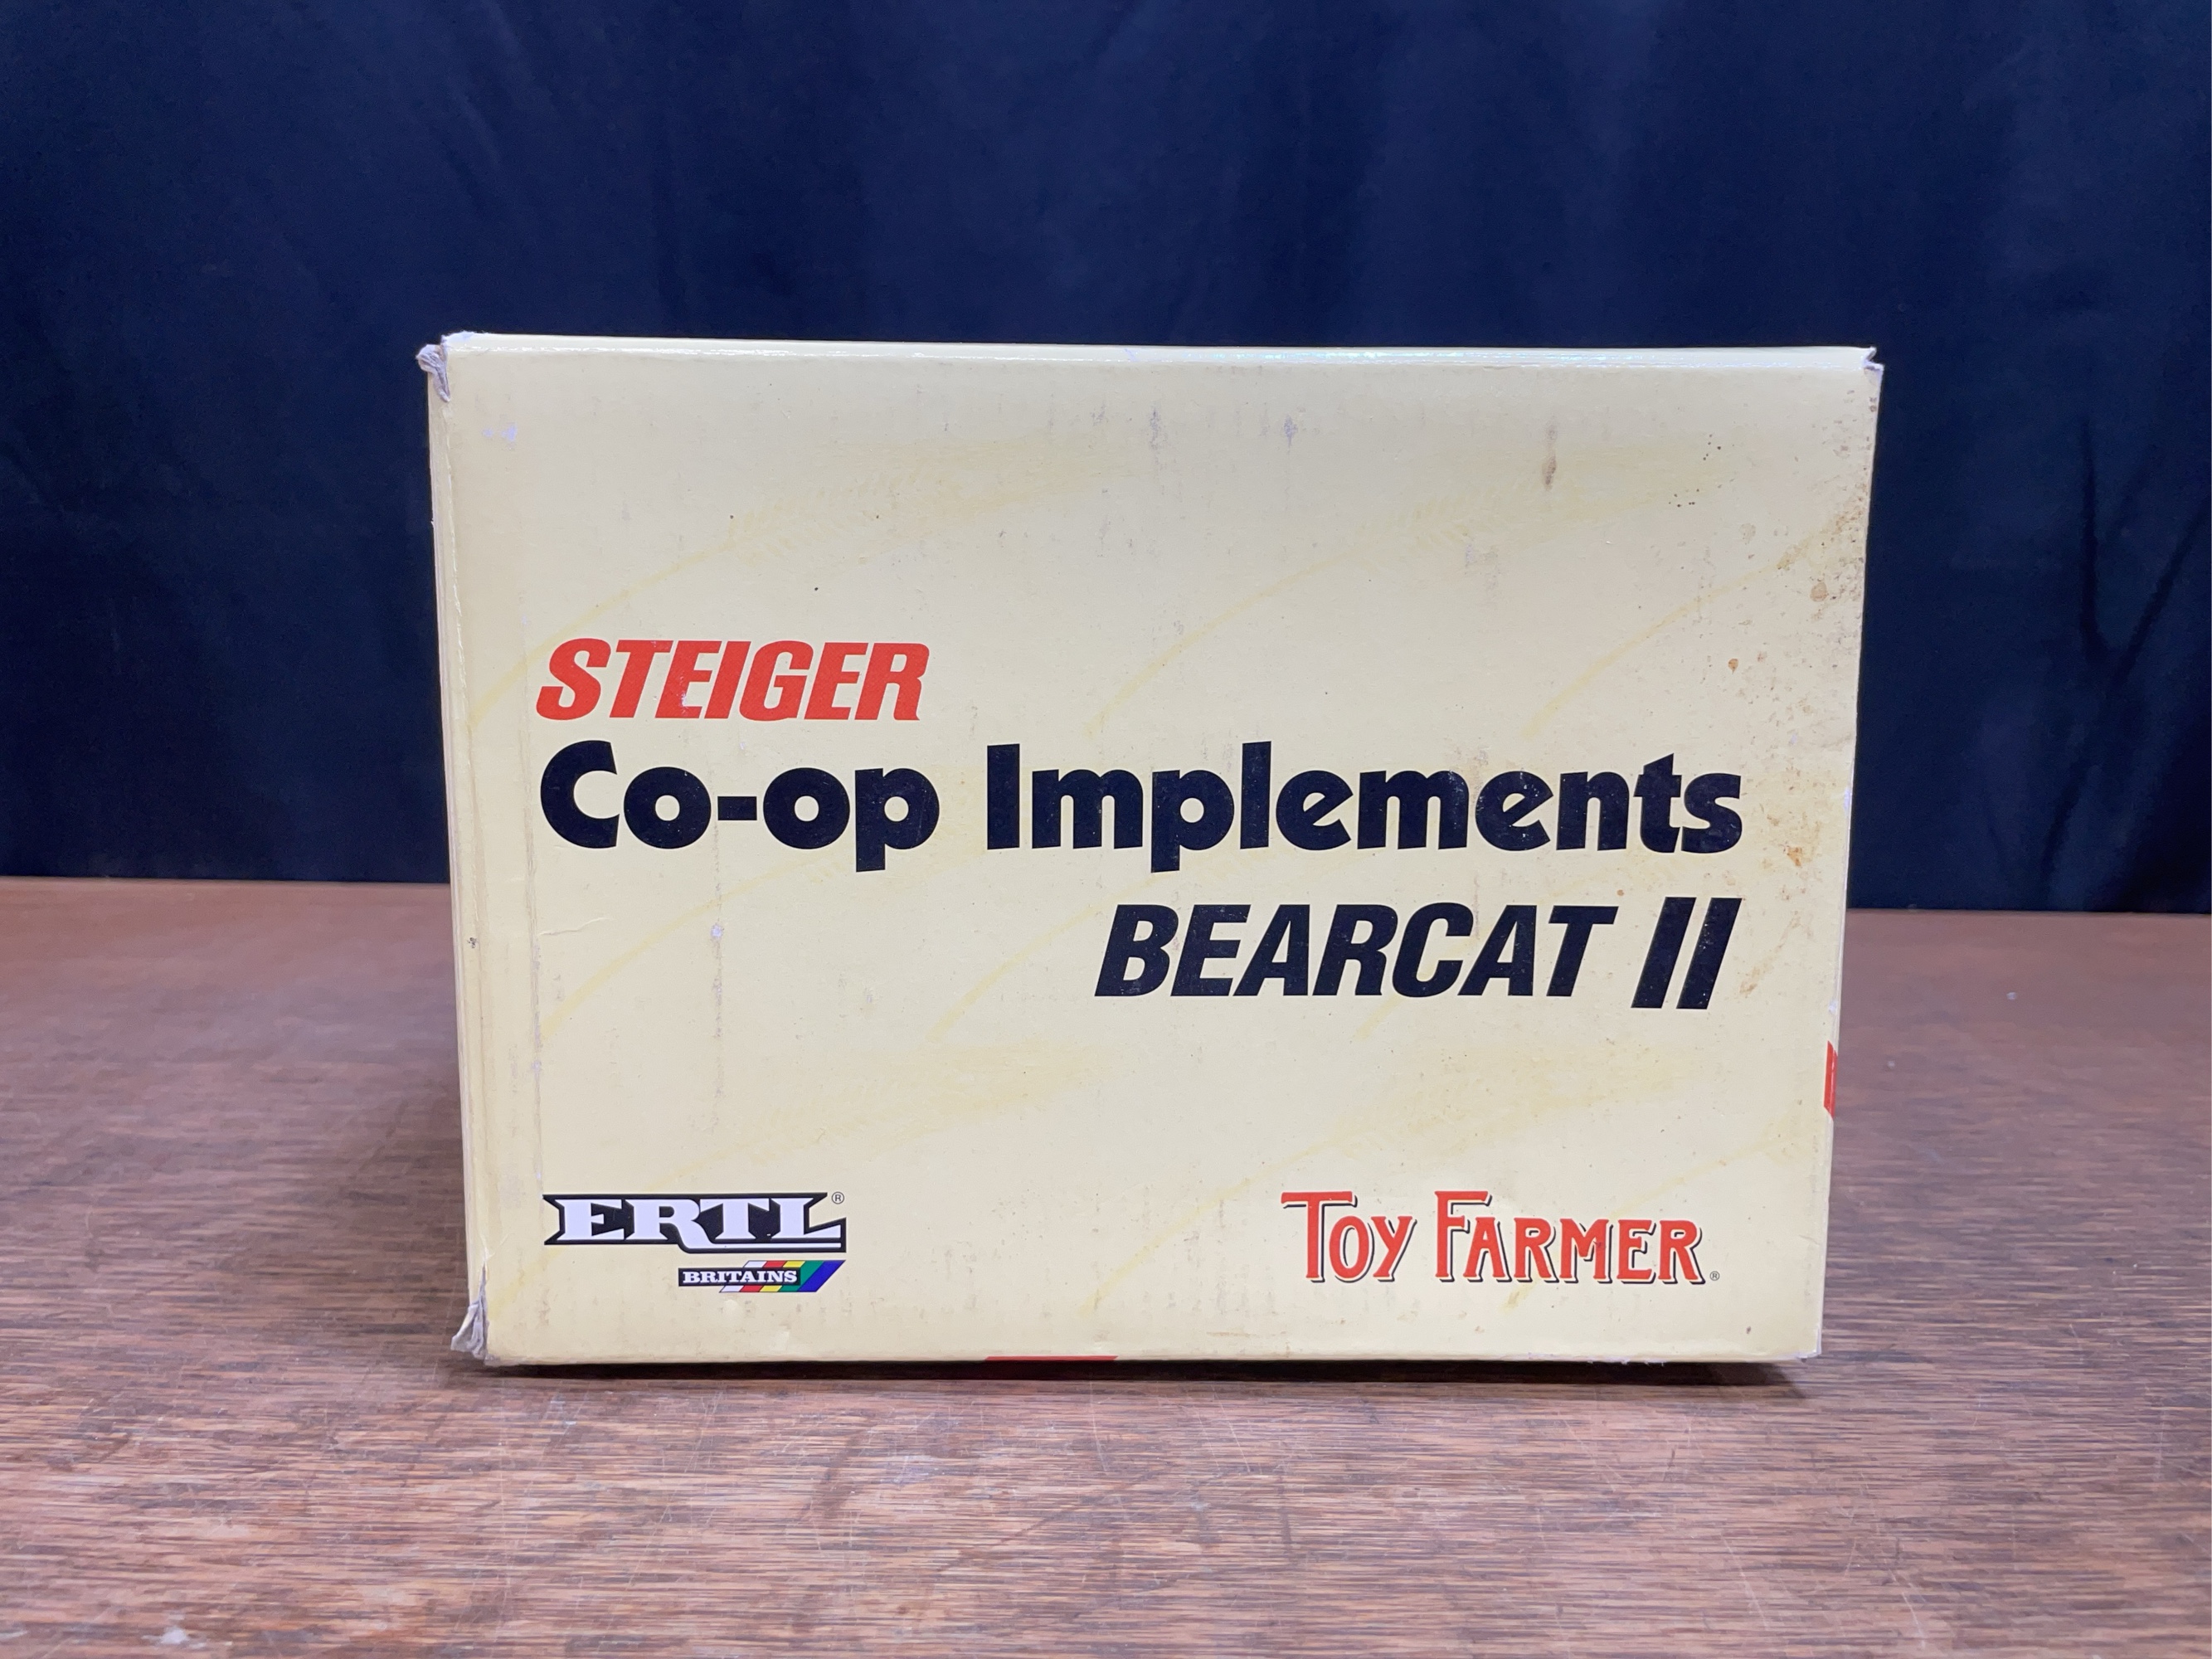 STEIGER
Co-op Implements
BEARCAT II
ERTL®
BRITAINS
TOY FARMER®